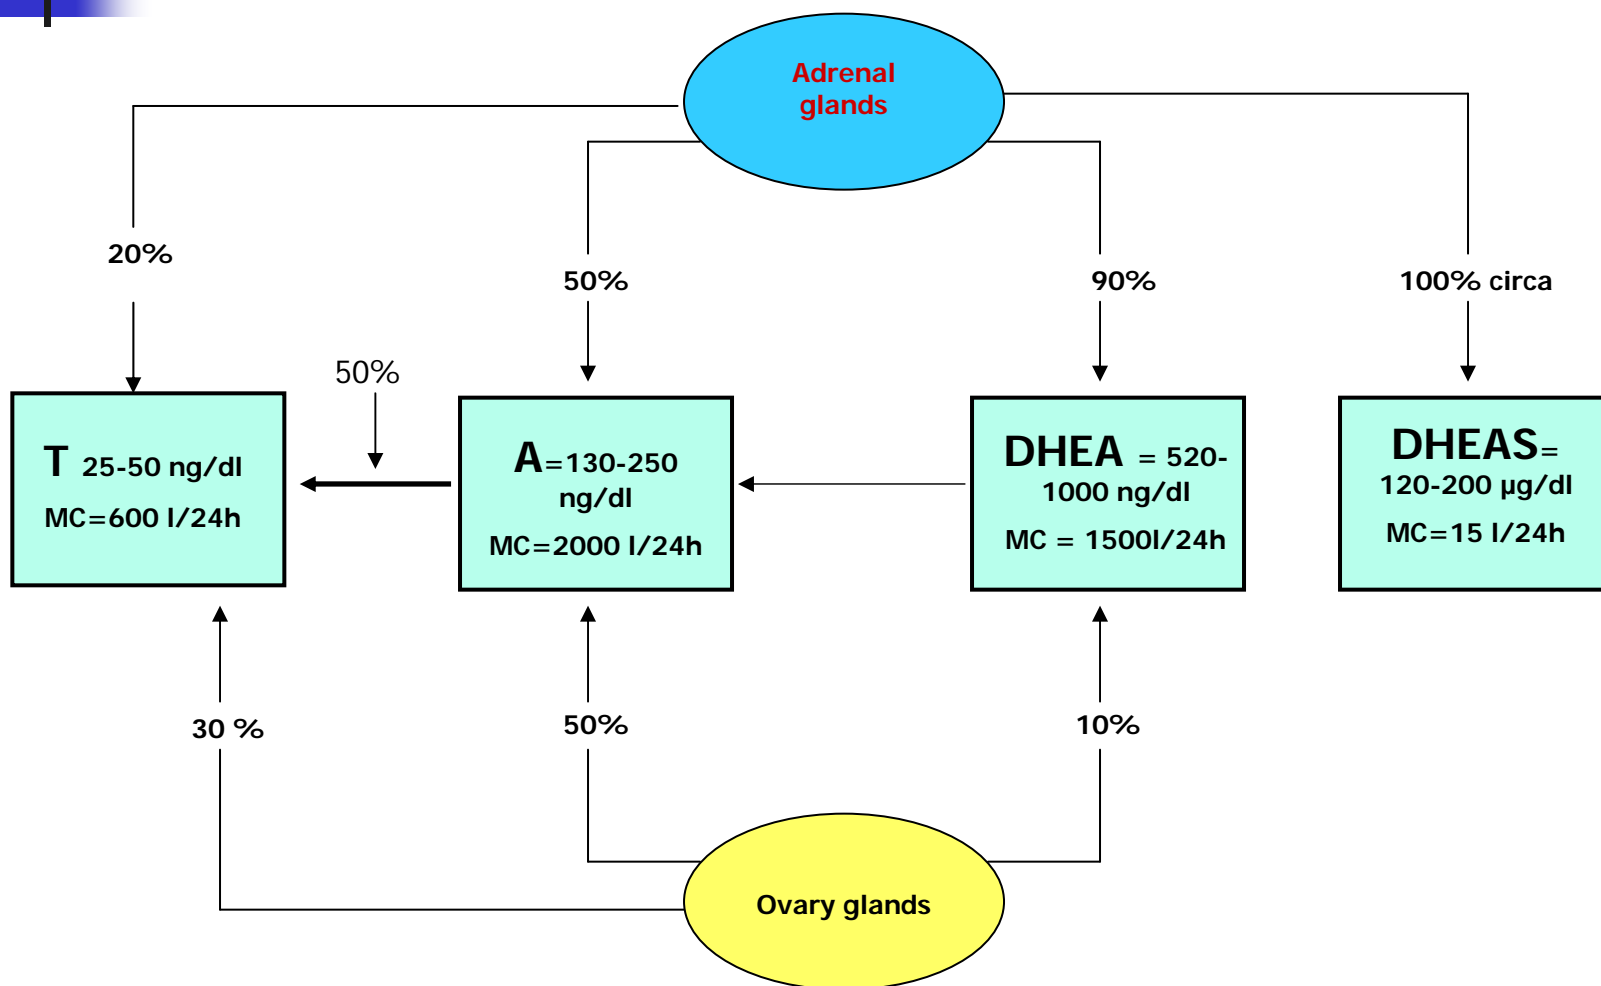 Adrenal
glands
20%
50%
90%
100% circa
50%
T 25-50 ng/dl
MC=600 l/24h
A=130-250
ng/dl
MC=2000 l/24h
DHEA = 520-
1000 ng/dl
MC = 1500l/24h
DHEAS=
120-200 µg/dl
MC=15 l/24h
30 %
50%
10%
Ovary glands